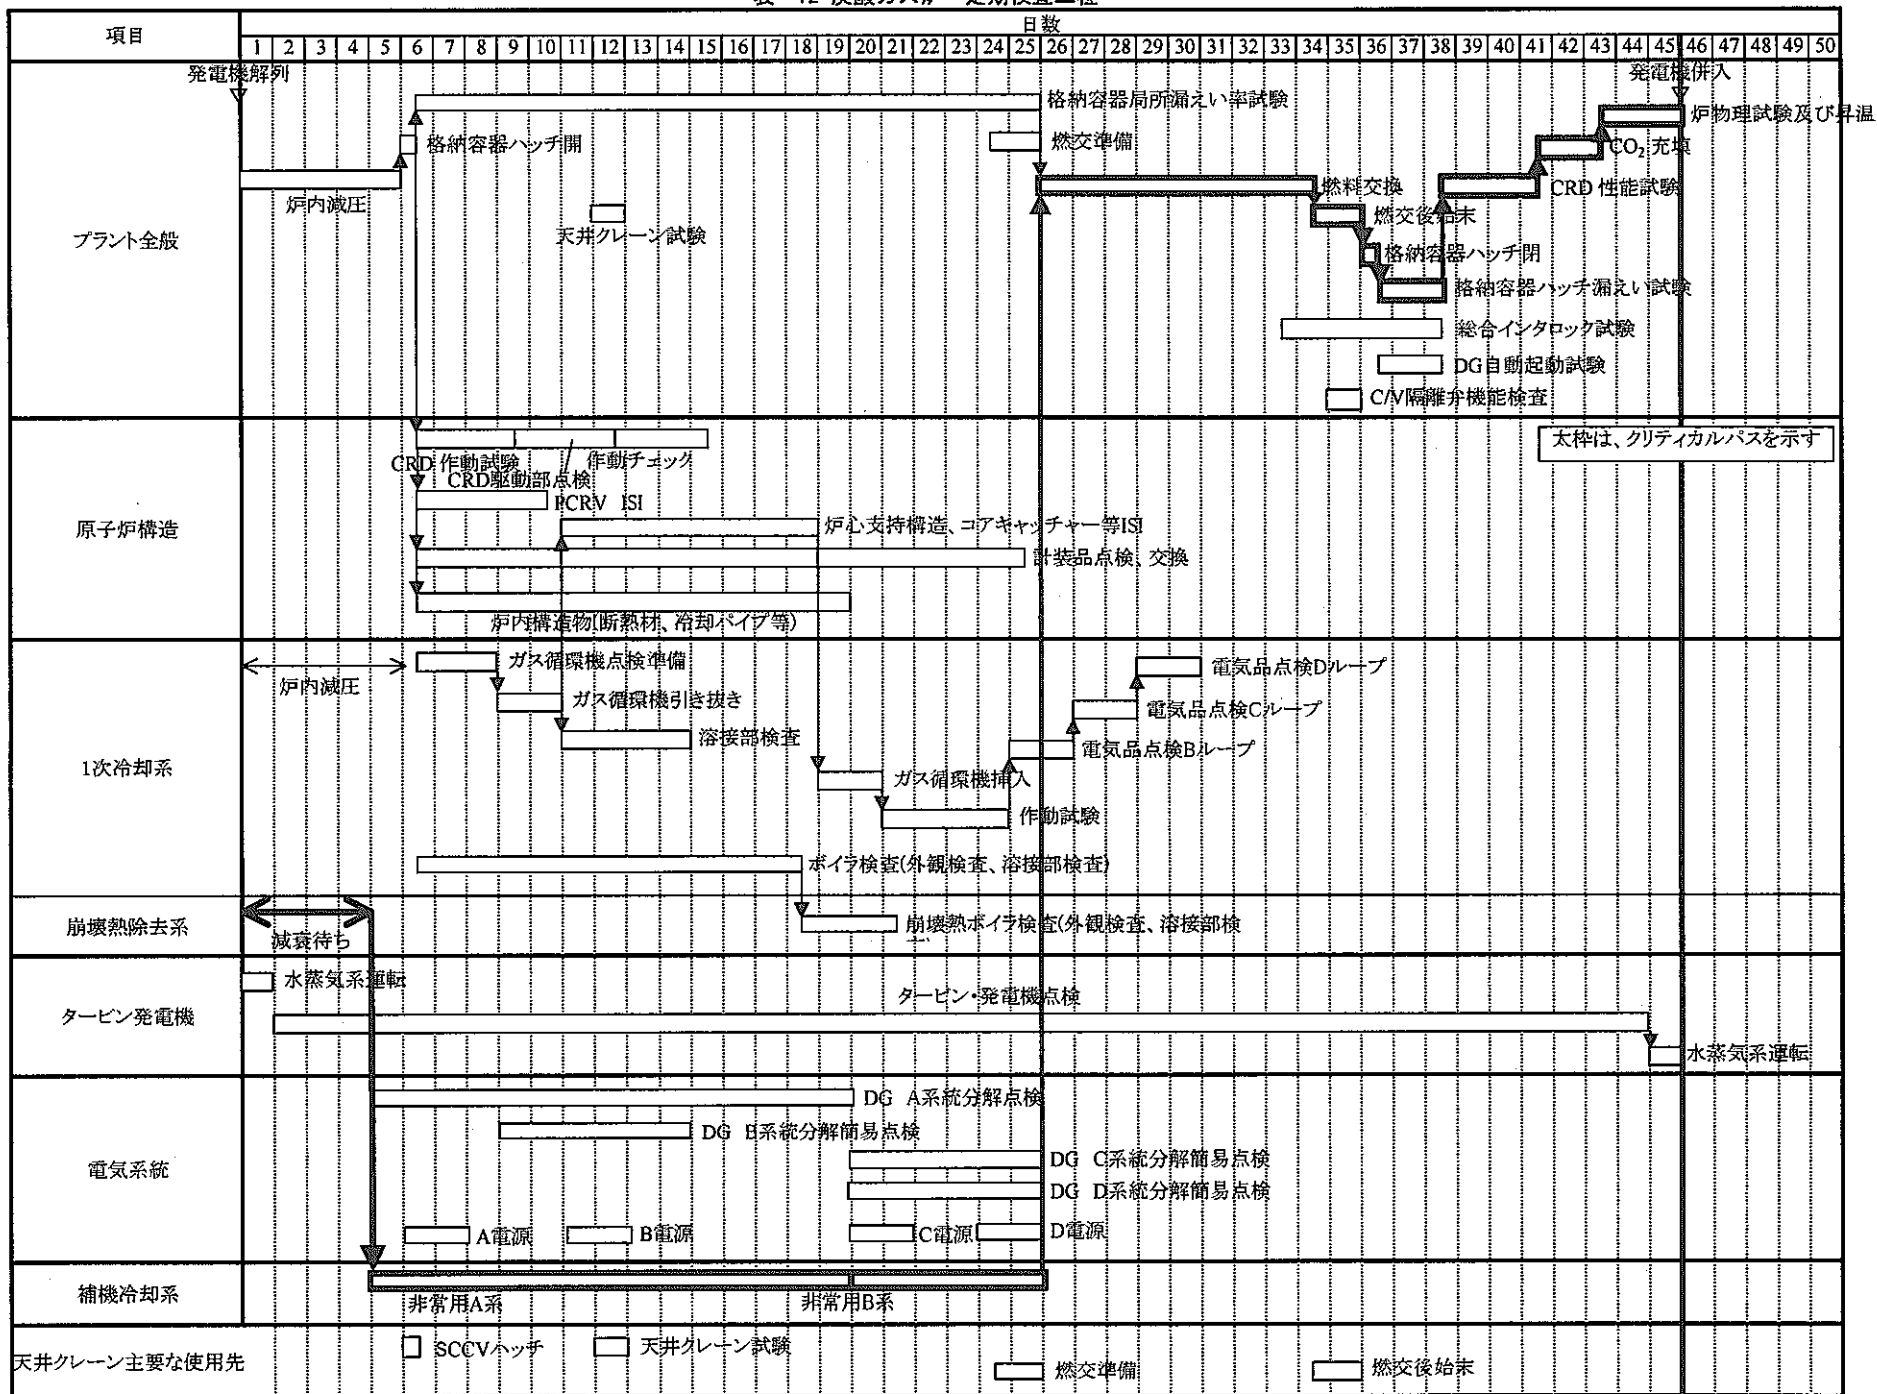 項目
日数
1 2 3 4 5 6 7 8 9 10 11 12 13 14 15 16 17 18 19 20 21 22 23 24 25 26 27 28 29 30 31 32 33 34 35 36 37 38 39 40 41 42 43 44 45 46 47 48 49 50
発電機解列
発電機併入
プラント全般
格納容器局所漏えい率試験
炉物理試験及び昇温
格納容器ハッチ開
燃交準備
CO₂ 充填
炉内減圧
燃料交換
CRD 性能試験
天井クレーン試験
燃交後始末
格納容器ハッチ閉
格納容器ハッチ漏えい試験
総合インタロック試験
DG自動起動試験
C/V隔離弁機能検査
太枠は、クリティカルパスを示す
原子炉構造
CRD 作動試験
作動チェック
CRD駆動部点検
PCRV ISI
炉心支持構造、コアキャッチャー等ISI
計装品点検、交換
炉内構造物(断熱材、冷却パイプ等)
1次冷却系
炉内減圧
ガス循環機点検準備
電気品点検Dループ
ガス循環機引き抜き
電気品点検Cループ
溶接部検査
電気品点検Bループ
ガス循環機挿入
作動試験
ボイラ検査(外観検査、溶接部検査)
崩壊熱除去系
減衰待ち
崩壊熱ボイラ検査(外観検査、溶接部検
タービン発電機
水蒸気系運転
タービン・発電機点検
水蒸気系運転
電気系統
DG A系統分解点検
DG B系統分解簡易点検
DG C系統分解簡易点検
DG D系統分解簡易点検
A電源
B電源
C電源
D電源
補機冷却系
非常用A系
非常用B系
天井クレーン主要な使用先
SCCVハッチ
天井クレーン試験
燃交準備
燃交後始末